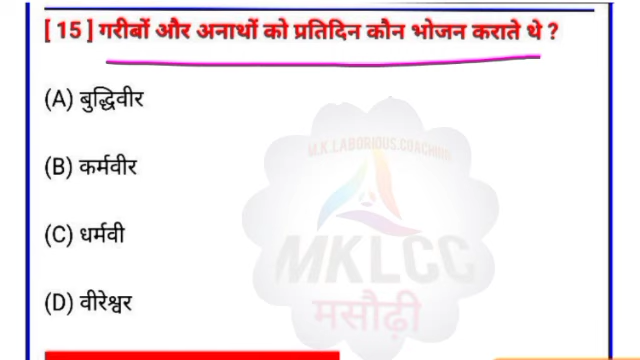 [ 15 ] गरीबों और अनाथों को प्रतिदिन कौन भोजन कराते थे ?
(A) बुद्धिवीर
M.K.LABORIOUS.COACHING
(B) कर्मवीर
(C) धर्मवी
MKLCC
(D) वीरेश्वर
मसौढ़ी